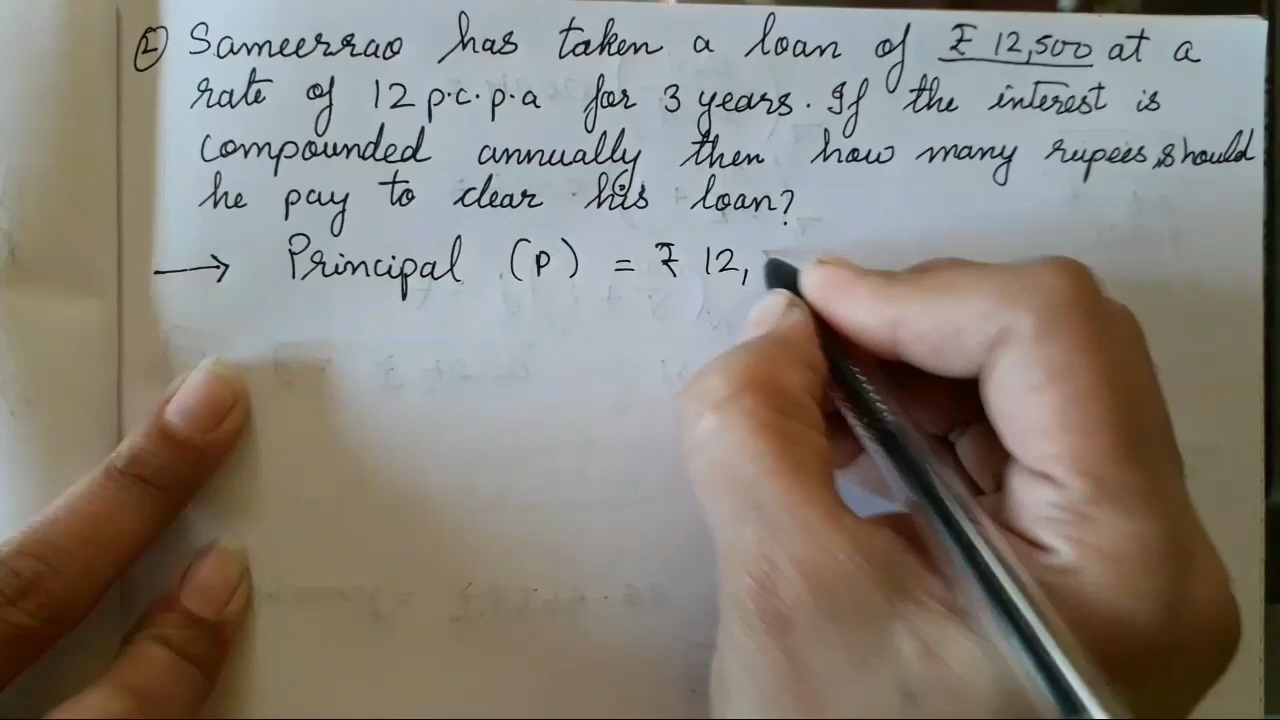 ② Sameerrao has taken a loan of ₹ 12,500 at a
rate of 12 p.c.p.a for 3 years. If the interest is
compounded annually then how many rupees should
he pay to clear his loan?
→ Principal (P) = ₹ 12,